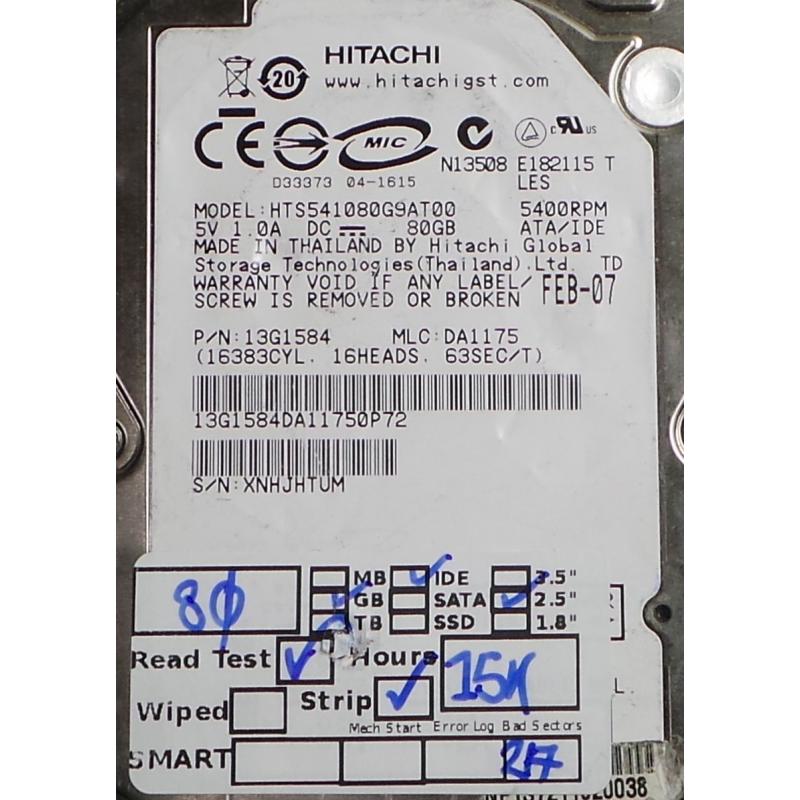 HITACHI
20 www.hitachigst.com
CE MIC c UL us
N13508 E182115 T
D33373 04-1615 LES
MODEL:HTS541080G9AT00 5400RPM
5V 1.0A DC 80GB ATA/IDE
MADE IN THAILAND BY Hitachi Global
Storage Technologies(Thailand).Ltd. TD
WARRANTY VOID IF ANY LABEL/ FEB-07
SCREW IS REMOVED OR BROKEN
P/N:13G1584 MLC:DA1175
(16383CYL. 16HEADS. 63SEC/T)
13G1584DA11750P72
S/N:XNHJHTUM
80 MB IDE 3.5"
GB SATA 2.5"
TB SSD 1.8"
Read Test Hours 15K
Wiped Strip L.
Mech Start Error Log Bad Sectors
SMART